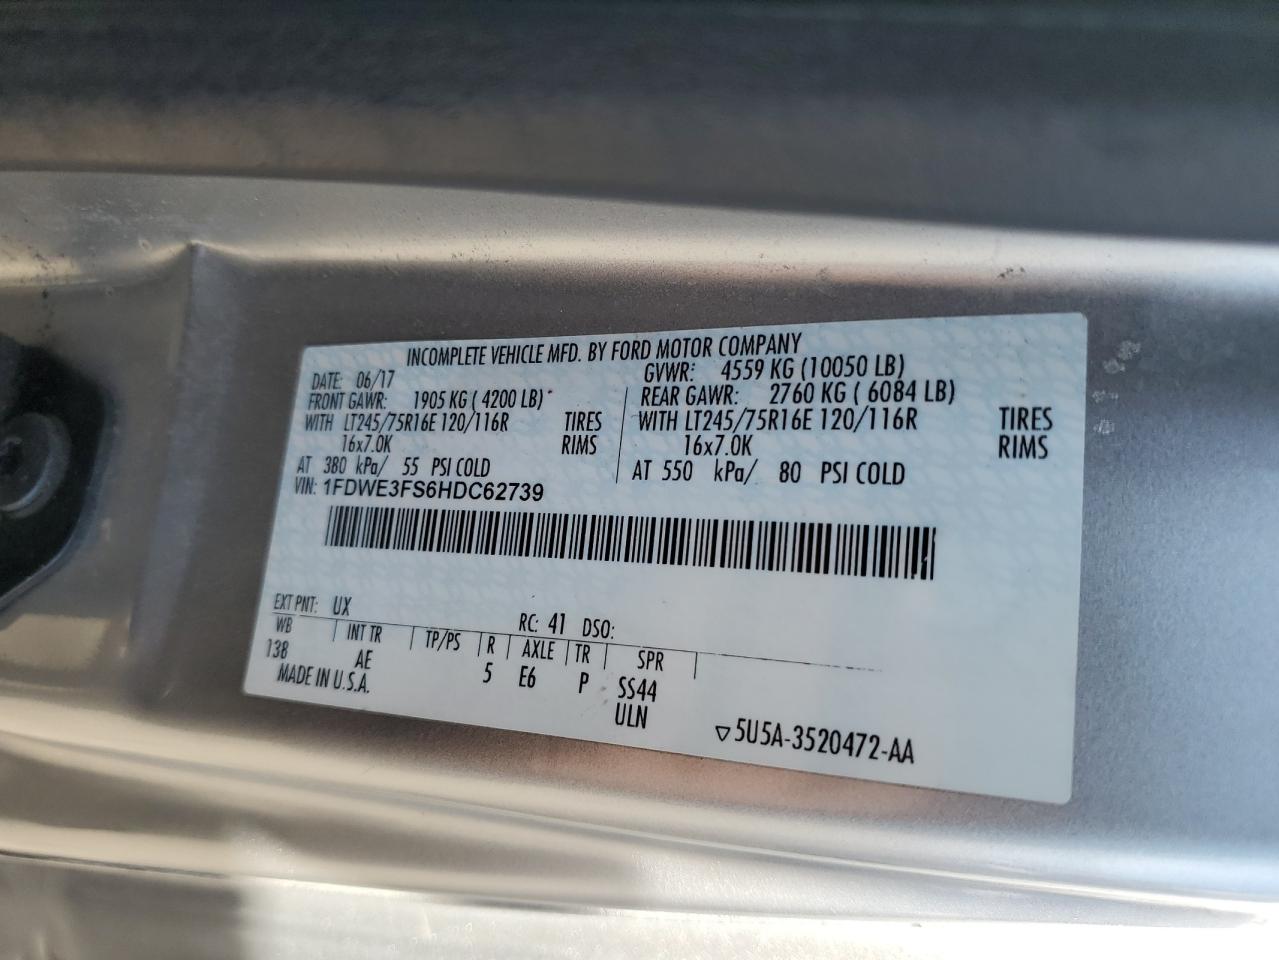 INCOMPLETE VEHICLE MFD. BY FORD MOTOR COMPANY
DATE: 06/17 GVWR: 4559 KG (10050 LB)
FRONT GAWR: 1905 KG ( 4200 LB) REAR GAWR: 2760 KG ( 6084 LB)
WITH LT245/75R16E 120/116R TIRES WITH LT245/75R16E 120/116R TIRES
16x7.0K RIMS 16x7.0K RIMS
AT 380 kPa/ 55 PSI COLD AT 550 kPa/ 80 PSI COLD
VIN: 1FDWE3FS6HDC62739
EXT PNT: UX RC: 41 DSO:
WB INT TR TP/PS R AXLE TR SPR
138 AE 5 E6 P SS44
MADE IN U.S.A. ULN
▽5U5A-3520472-AA